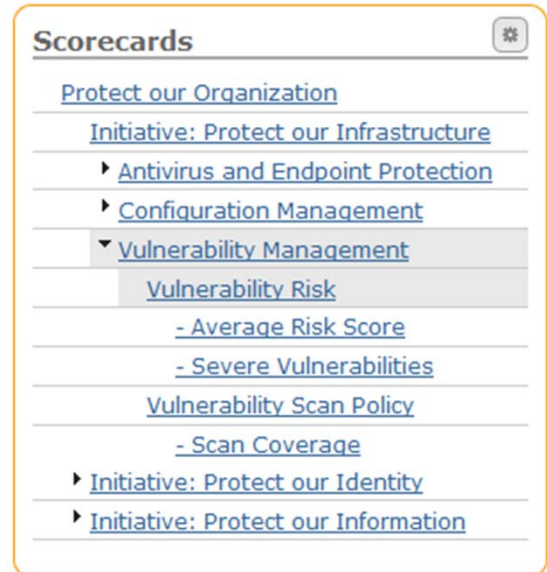 Scorecards
Protect our Organization
Initiative: Protect our Infrastructure
Antivirus and Endpoint Protection
Configuration Management
Vulnerability Management
Vulnerability Risk
- Average Risk Score
- Severe Vulnerabilities
Vulnerability Scan Policy
- Scan Coverage
Initiative: Protect our Identity
Initiative: Protect our Information